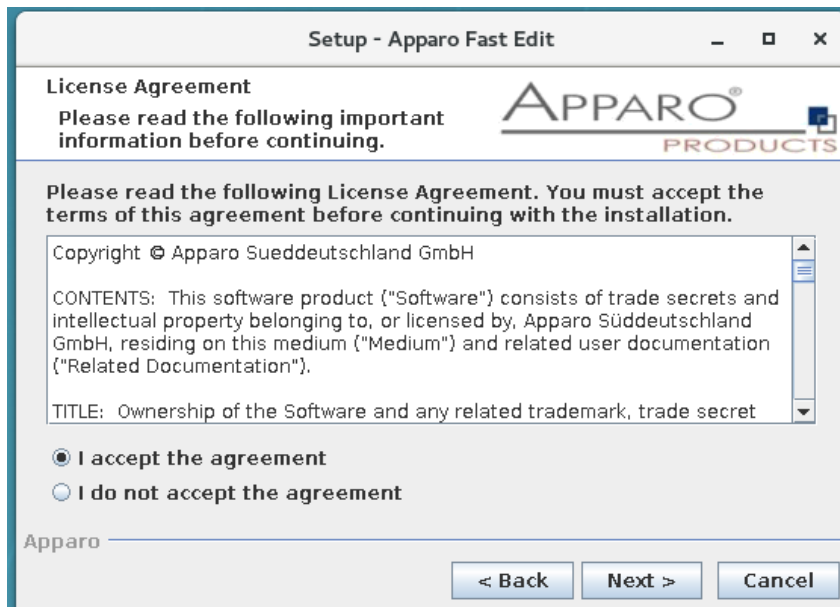 Setup - Apparo Fast Edit
License Agreement
Please read the following important
information before continuing.
APPARO®
PRODUCTS
Please read the following License Agreement. You must accept the
terms of this agreement before continuing with the installation.
Copyright © Apparo Sueddeutschland GmbH
CONTENTS:  This software product ("Software") consists of trade secrets and
intellectual property belonging to, or licensed by, Apparo Süddeutschland
GmbH, residing on this medium ("Medium") and related user documentation
("Related Documentation").
TITLE:  Ownership of the Software and any related trademark, trade secret
I accept the agreement
I do not accept the agreement
Apparo
< Back
Next >
Cancel